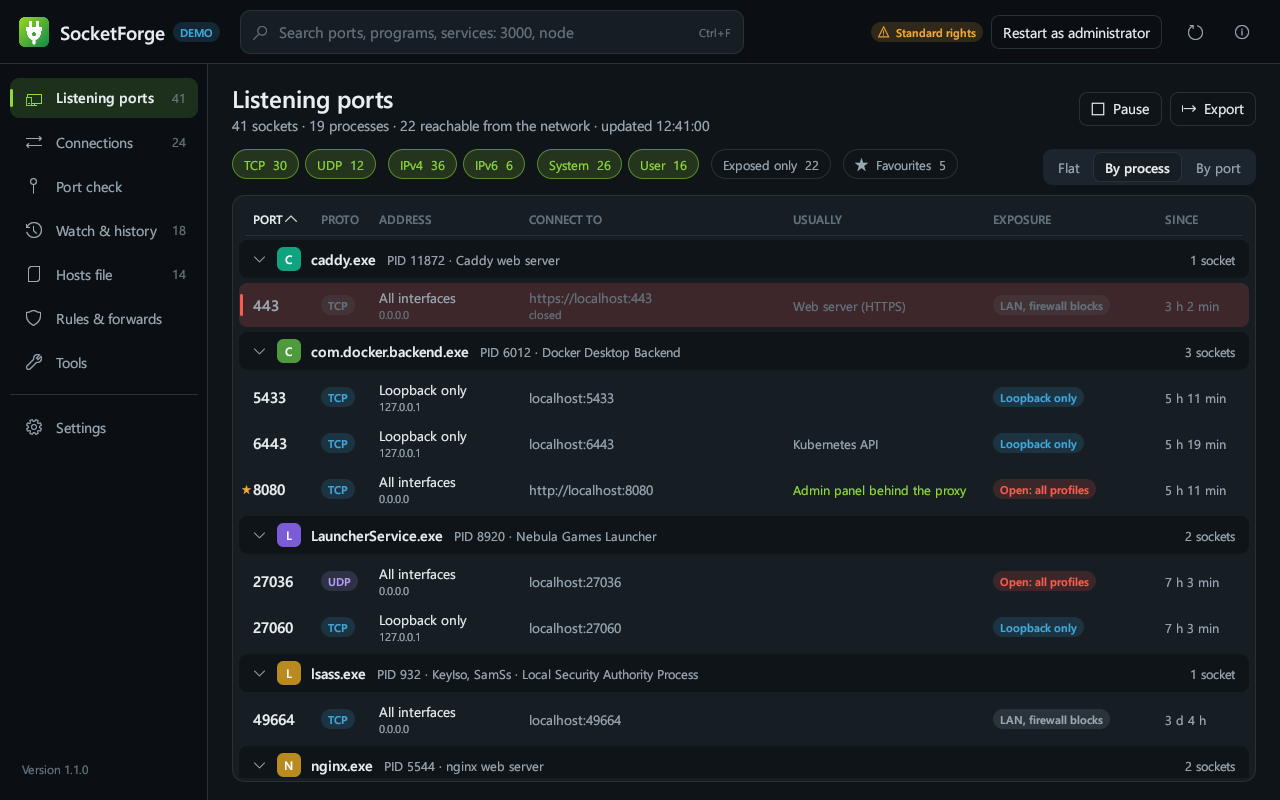 SocketForge DEMO
Search ports, programs, services: 3000, node Ctrl+F
Standard rights
Restart as administrator
Listening ports 41
Connections 24
Port check
Watch & history 18
Hosts file 14
Rules & forwards
Tools
Settings
Version 1.1.0
Listening ports
41 sockets · 19 processes · 22 reachable from the network · updated 12:41:00
Pause
Export
TCP 30 UDP 12 IPv4 36 IPv6 6 System 26 User 16 Exposed only 22 ★ Favourites 5
Flat By process By port
PORT PROTO ADDRESS CONNECT TO USUALLY EXPOSURE SINCE
C caddy.exe PID 11872 · Caddy web server 1 socket
443 TCP All interfaces https://localhost:443 Web server (HTTPS) LAN, firewall blocks 3 h 2 min
0.0.0.0 closed
C com.docker.backend.exe PID 6012 · Docker Desktop Backend 3 sockets
5433 TCP Loopback only localhost:5433 Loopback only 5 h 11 min
127.0.0.1
6443 TCP Loopback only localhost:6443 Kubernetes API Loopback only 5 h 19 min
127.0.0.1
★ 8080 TCP All interfaces http://localhost:8080 Admin panel behind the proxy Open: all profiles 5 h 11 min
0.0.0.0
L LauncherService.exe PID 8920 · Nebula Games Launcher 2 sockets
27036 UDP All interfaces localhost:27036 Open: all profiles 7 h 3 min
0.0.0.0
27060 TCP Loopback only localhost:27060 Loopback only 7 h 3 min
127.0.0.1
L lsass.exe PID 932 · KeyIso, SamSs · Local Security Authority Process 1 socket
49664 TCP All interfaces localhost:49664 LAN, firewall blocks 3 d 4 h
0.0.0.0
N nginx.exe PID 5544 · nginx web server 2 sockets